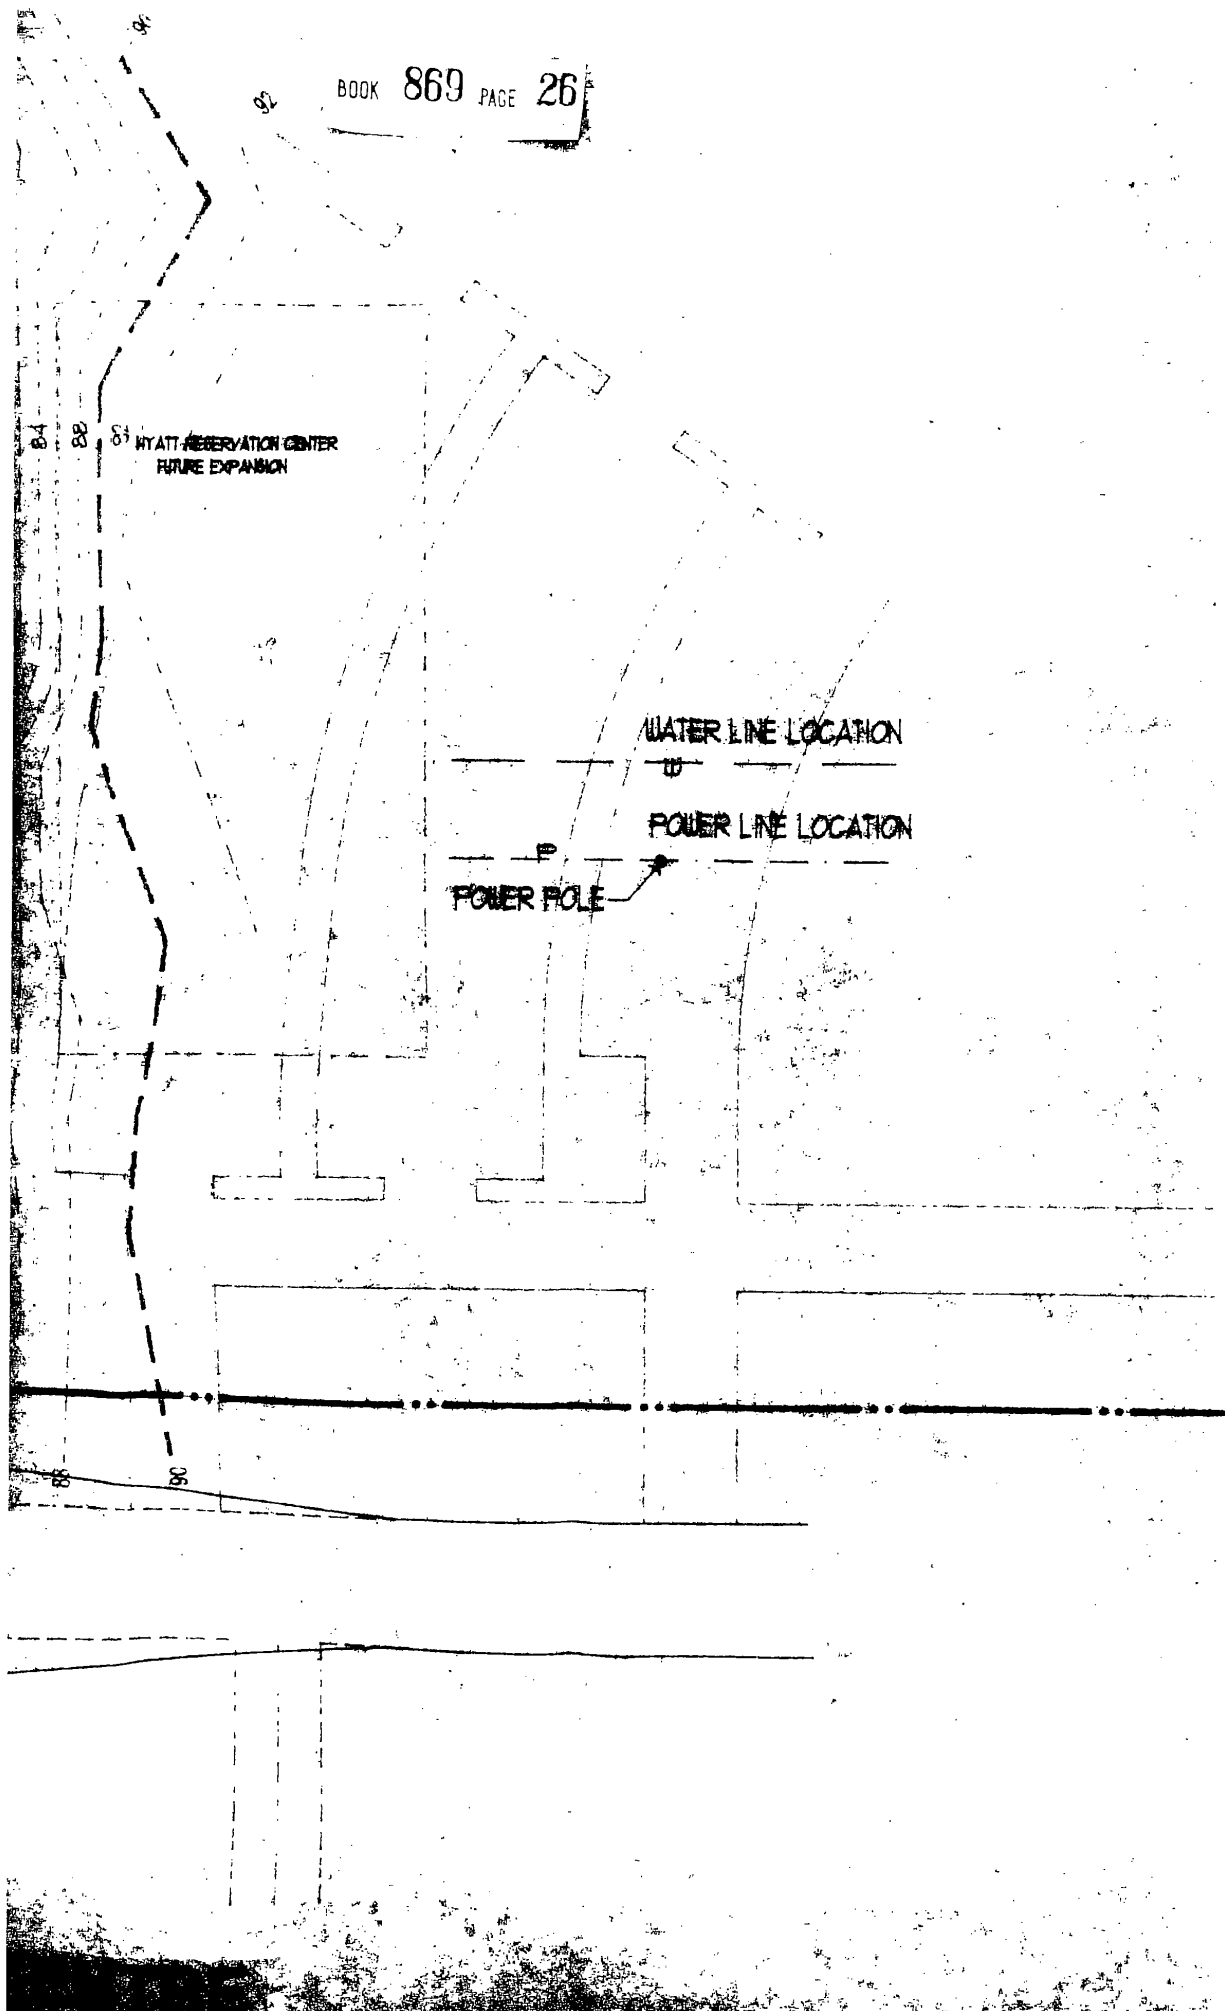 BOOK 869 PAGE 26
92
84
88
HYATT RESERVATION CENTER
FUTURE EXPANSION
WATER LINE LOCATION
W
POWER LINE LOCATION
P
POWER POLE
88
90